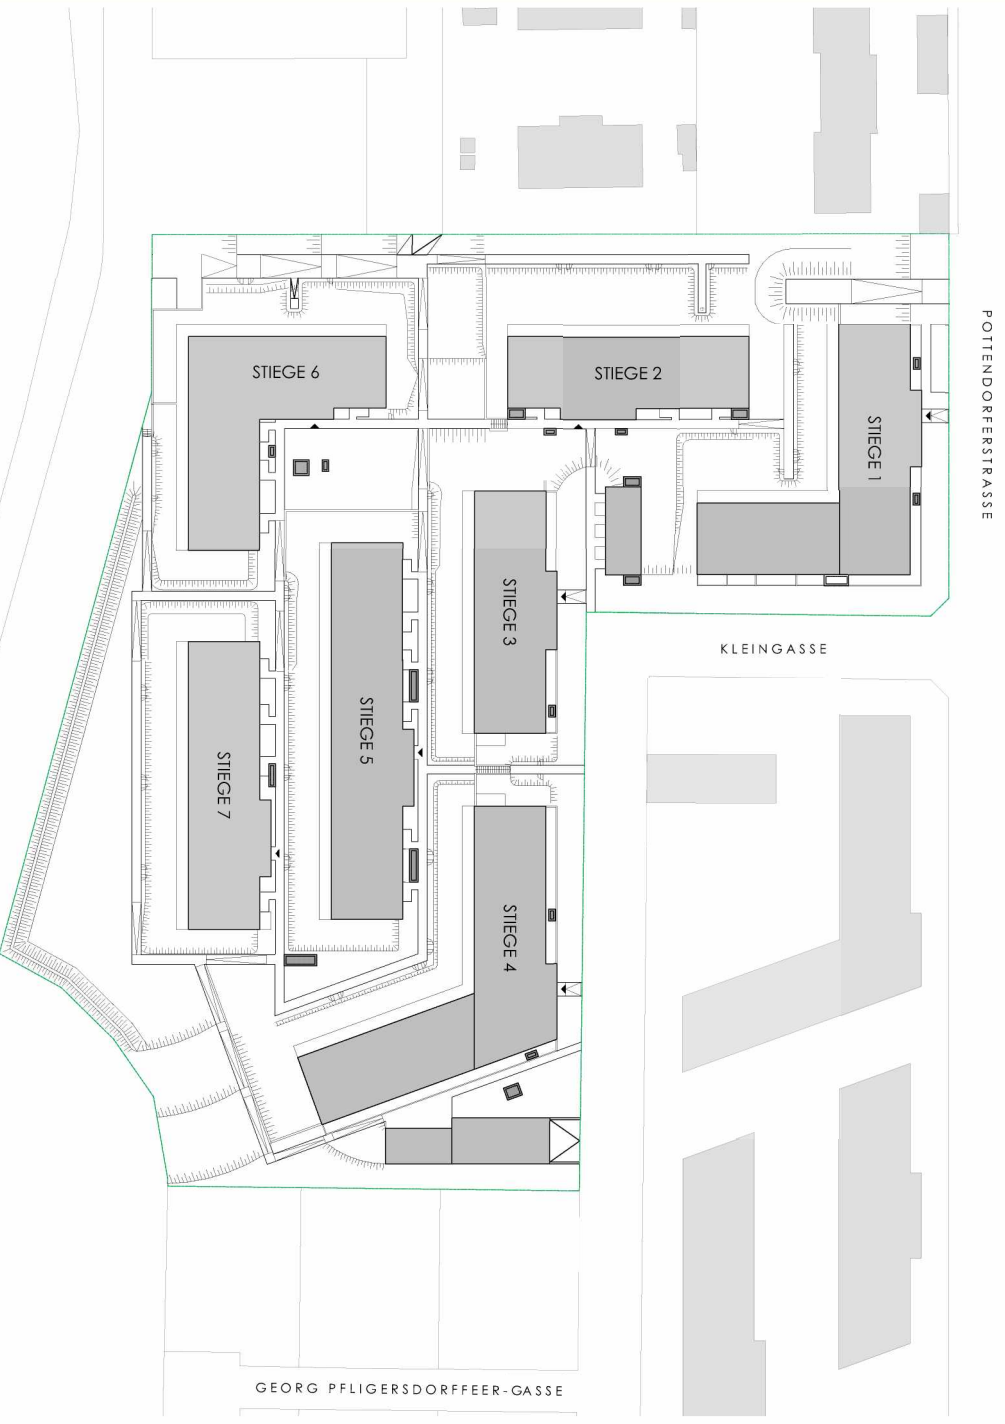 STIEGE 6
STIEGE 2
STIEGE 1
POTTENDORFERSTRASSE
STIEGE 3
KLEINGASSE
STIEGE 5
STIEGE 7
STIEGE 4
GEORG PFLIGERSDORFFEER-GASSE